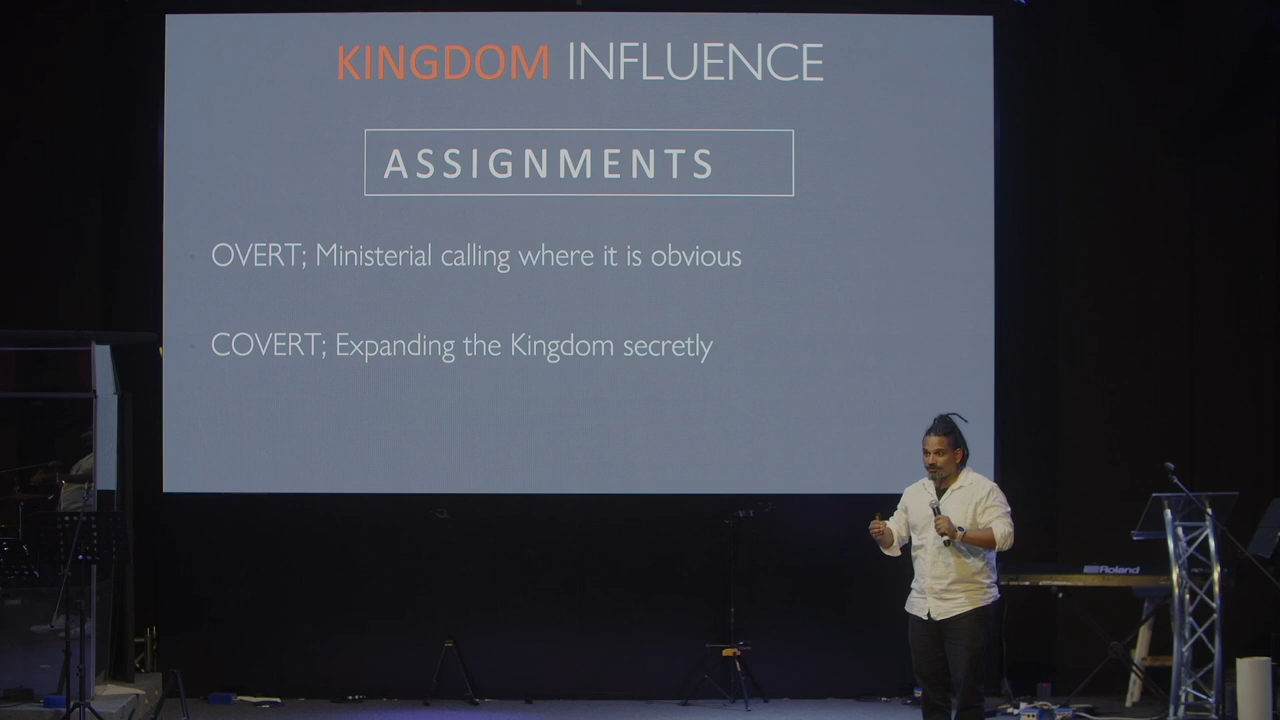 KINGDOM INFLUENCE
ASSIGNMENTS
OVERT; Ministerial calling where it is obvious
COVERT; Expanding the Kingdom secretly
Roland